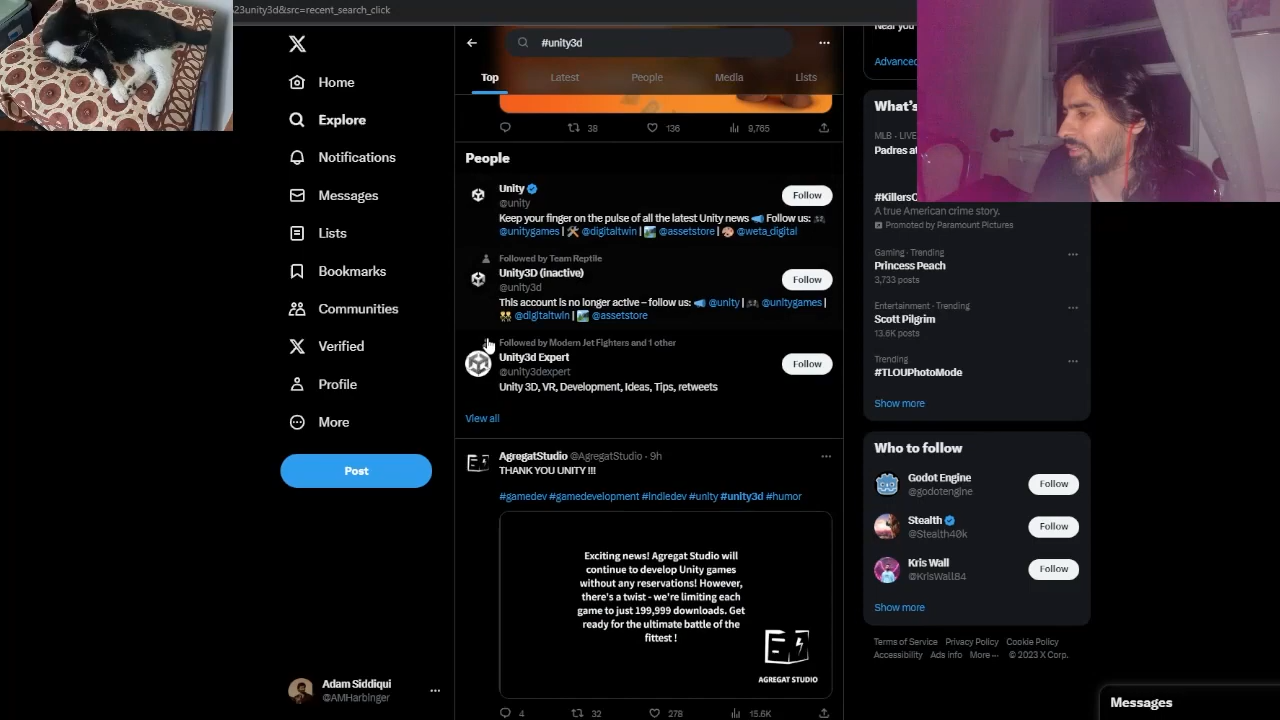 23unity3d&src=recent_search_click
Home
Explore
Notifications
Messages
Lists
Bookmarks
Communities
Verified
Profile
More
Post
Adam Siddiqui
@AMHarbinger
#unity3d
Top
Latest
People
Media
Lists
38
136
9,765
People
Unity
@unity
Keep your finger on the pulse of all the latest Unity news 📣 Follow us: 🎮
@unitygames | 🛠 @digitaltwin | 🏞 @assetstore | 🎨 @weta_digital
Follow
Followed by Team Reptile
Unity3D (inactive)
@unity3d
This account is no longer active – follow us: 📣 @unity | 🎮 @unitygames |
👯 @digitaltwin | 🏞 @assetstore
Follow
Followed by Modern Jet Fighters and 1 other
Unity3d Expert
@unity3dexpert
Unity 3D, VR, Development, Ideas, Tips, retweets
Follow
View all
AgregatStudio @AgregatStudio · 9h
THANK YOU UNITY !!!
#gamedev #gamedevelopment #indiedev #unity #unity3d #humor
Exciting news! Agregat Studio will
continue to develop Unity games
without any reservations! However,
there's a twist - we're limiting each
game to just 199,999 downloads. Get
ready for the ultimate battle of the
fittest !
AGREGAT STUDIO
4
32
278
15.6K
Near you
Advanced
What's
MLB · LIVE
Padres at
#KillersO
A true American crime story.
Promoted by Paramount Pictures
Gaming · Trending
Princess Peach
3,733 posts
Entertainment · Trending
Scott Pilgrim
13.6K posts
Trending
#TLOUPhotoMode
Show more
Who to follow
Godot Engine
@godotengine
Follow
Stealth
@Stealth40k
Follow
Kris Wall
@KrisWall84
Follow
Show more
Terms of Service Privacy Policy Cookie Policy
Accessibility Ads info More ··· © 2023 X Corp.
Messages